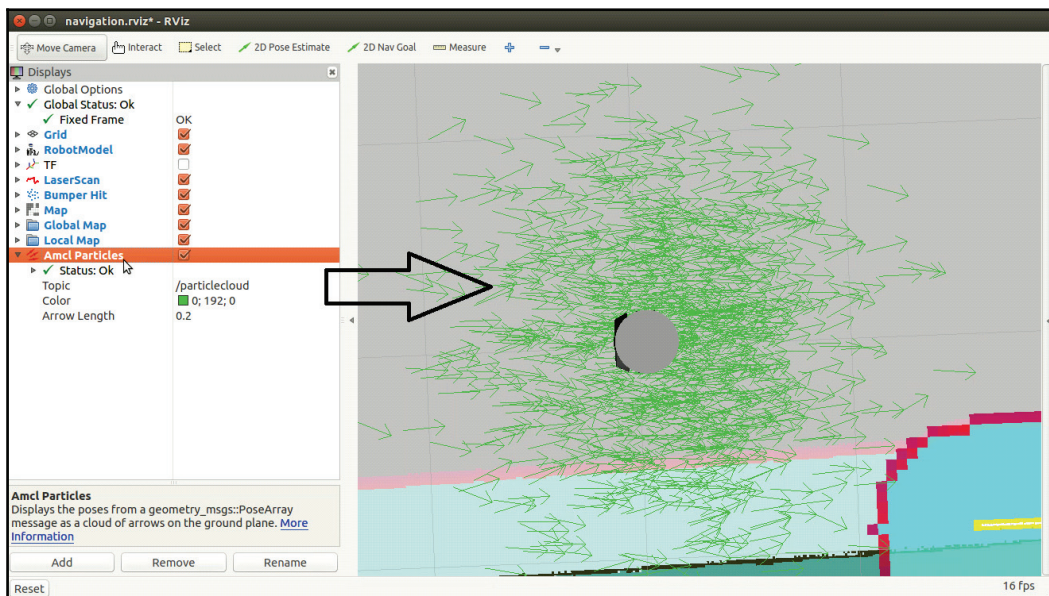 navigation.rviz* - RViz
Move Camera Interact Select 2D Pose Estimate 2D Nav Goal Measure
Displays
Global Options
Global Status: Ok
Fixed Frame OK
Grid
RobotModel
TF
LaserScan
Bumper Hit
Map
Global Map
Local Map
Amcl Particles
Status: Ok
Topic /particlecloud
Color 0; 192; 0
Arrow Length 0.2
Amcl Particles
Displays the poses from a geometry_msgs::PoseArray
message as a cloud of arrows on the ground plane. More
Information
Add Remove Rename
Reset 16 fps